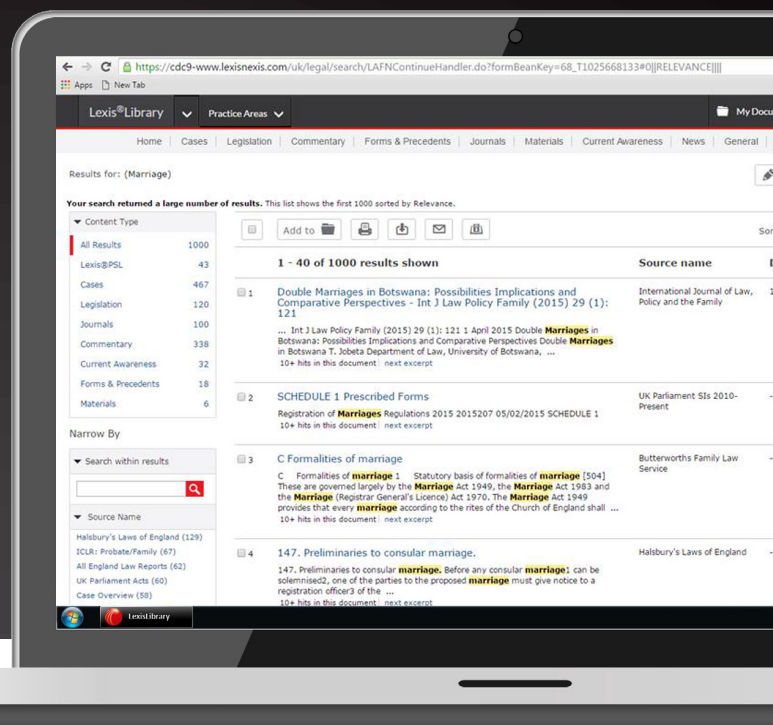 https://cdc9-www.lexisnexis.com/uk/legal/search/LAFNContinueHandler.do?formBeanKey=68_T1025668133#0||RELEVANCE||||
Apps New Tab
Lexis®Library Practice Areas My Docu
Home Cases Legislation Commentary Forms & Precedents Journals Materials Current Awareness News General
Results for: (Marriage)
Your search returned a large number of results. This list shows the first 1000 sorted by Relevance.
Content Type
All Results 1000
Lexis®PSL 43
Cases 467
Legislation 120
Journals 100
Commentary 338
Current Awareness 32
Forms & Precedents 18
Materials 6
Narrow By
Search within results
Source Name
Halsbury's Laws of England (129)
ICLR: Probate/Family (67)
All England Law Reports (62)
UK Parliament Acts (60)
Case Overview (58)
Add to
Sor
1 - 40 of 1000 results shown Source name D
1 Double Marriages in Botswana: Possibilities Implications and
Comparative Perspectives - Int J Law Policy Family (2015) 29 (1):
121
... Int J Law Policy Family (2015) 29 (1): 121 1 April 2015 Double Marriages in
Botswana: Possibilities Implications and Comparative Perspectives Double Marriages
in Botswana T. Jobeta Department of Law, University of Botswana, ...
10+ hits in this document next excerpt
International Journal of Law, 1
Policy and the Family
2 SCHEDULE 1 Prescribed Forms
Registration of Marriages Regulations 2015 2015207 05/02/2015 SCHEDULE 1
10+ hits in this document next excerpt
UK Parliament SIs 2010- -
Present
3 C Formalities of marriage
C Formalities of marriage 1 Statutory basis of formalities of marriage [504]
These are governed largely by the Marriage Act 1949, the Marriage Act 1983 and
the Marriage (Registrar General's Licence) Act 1970. The Marriage Act 1949
provides that every marriage according to the rites of the Church of England shall ...
10+ hits in this document next excerpt
Butterworths Family Law -
Service
4 147. Preliminaries to consular marriage.
147. Preliminaries to consular marriage. Before any consular marriage1 can be
solemnised2, one of the parties to the proposed marriage must give notice to a
registration officer3 of the ...
10+ hits in this document next excerpt
Halsbury's Laws of England -
LexisLibrary